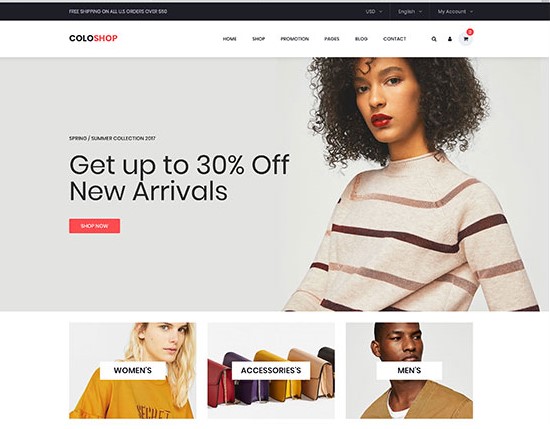 FREE SHIPPING ON ALL U.S ORDERS OVER $50
USD
English
My Account
COLOSHOP
HOME
SHOP
PROMOTION
PAGES
BLOG
CONTACT
SPRING / SUMMER COLLECTION 2017
Get up to 30% Off
New Arrivals
SHOP NOW
WOMEN'S
ACCESSORIES'S
MEN'S